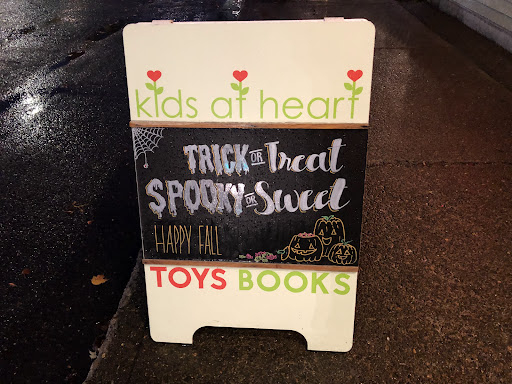 kids at heart
TRICK OR Treat
SPOOKY OR Sweet
HAPPY FALL
TOYS BOOKS